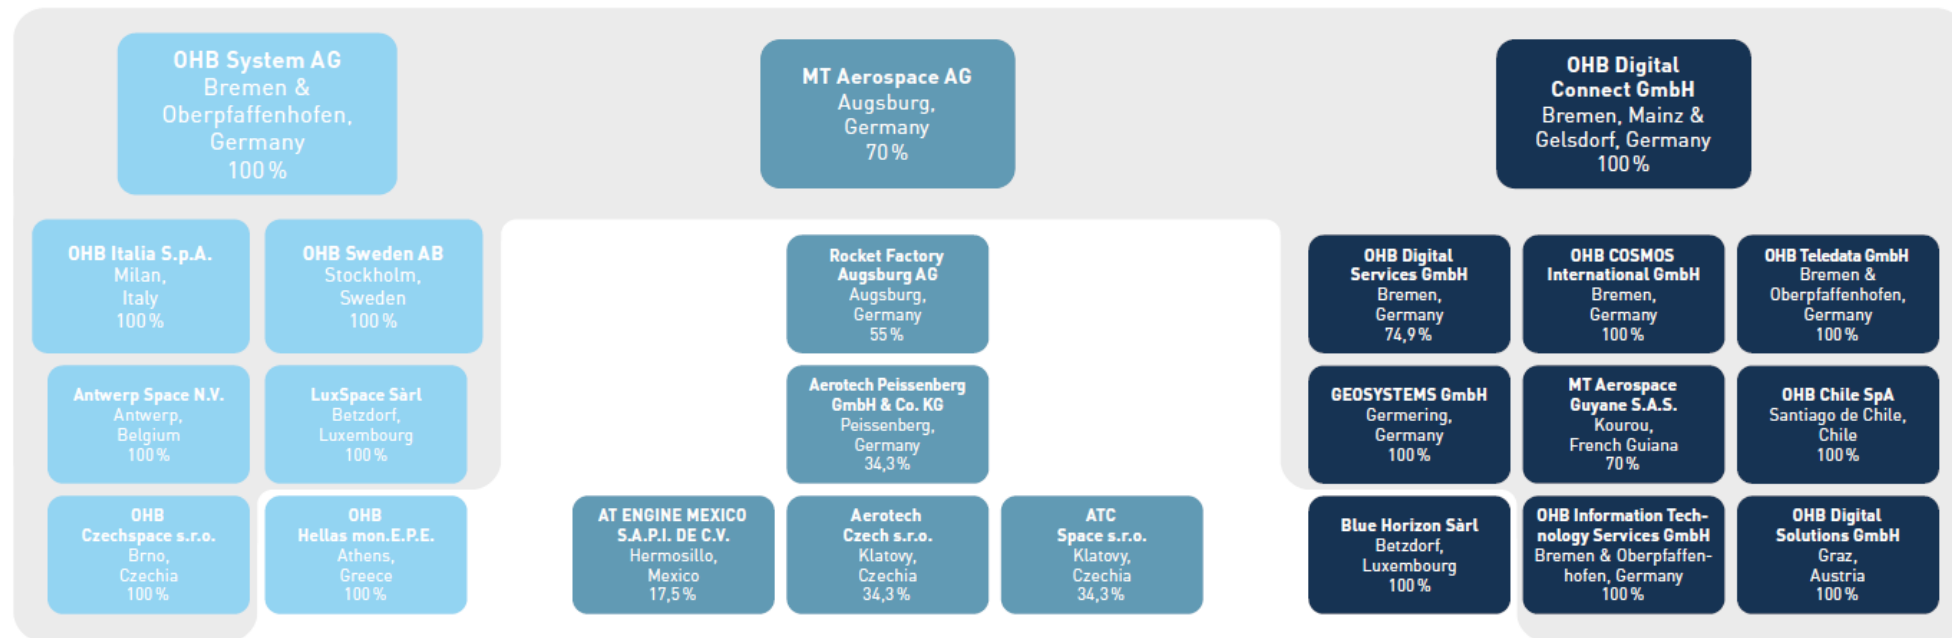 OHB System AG
Bremen &
Oberpfaffenhofen,
Germany
100 %
MT Aerospace AG
Augsburg,
Germany
70 %
OHB Digital
Connect GmbH
Bremen, Mainz &
Gelsdorf, Germany
100 %
OHB Italia S.p.A.
Milan,
Italy
100 %
OHB Sweden AB
Stockholm,
Sweden
100 %
Rocket Factory
Augsburg AG
Augsburg,
Germany
55 %
OHB Digital
Services GmbH
Bremen,
Germany
74,9 %
OHB COSMOS
International GmbH
Bremen,
Germany
100 %
OHB Teledata GmbH
Bremen &
Oberpfaffenhofen,
Germany
100 %
Antwerp Space N.V.
Antwerp,
Belgium
100 %
LuxSpace Sàrl
Betzdorf,
Luxembourg
100 %
Aerotech Peissenberg
GmbH & Co. KG
Peissenberg,
Germany
34,3 %
GEOSYSTEMS GmbH
Germering,
Germany
100 %
MT Aerospace
Guyane S.A.S.
Kourou,
French Guiana
70 %
OHB Chile SpA
Santiago de Chile,
Chile
100 %
OHB
Czechspace s.r.o.
Brno,
Czechia
100 %
OHB
Hellas mon.E.P.E.
Athens,
Greece
100 %
AT ENGINE MEXICO
S.A.P.I. DE C.V.
Hermosillo,
Mexico
17,5 %
Aerotech
Czech s.r.o.
Klatovy,
Czechia
34,3 %
ATC
Space s.r.o.
Klatovy,
Czechia
34,3 %
Blue Horizon Sàrl
Betzdorf,
Luxembourg
100 %
OHB Information Tech-
nology Services GmbH
Bremen & Oberpfaffen-
hofen, Germany
100 %
OHB Digital
Solutions GmbH
Graz,
Austria
100 %